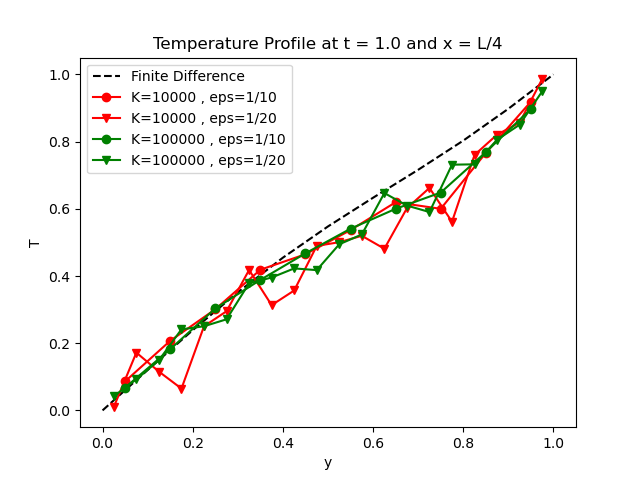 Temperature Profile at t = 1.0 and x = L/4
Finite Difference
K=10000 , eps=1/10
K=10000 , eps=1/20
K=100000 , eps=1/10
K=100000 , eps=1/20
1.0
0.8
0.6
0.4
0.2
0.0
T
0.0 0.2 0.4 0.6 0.8 1.0
y